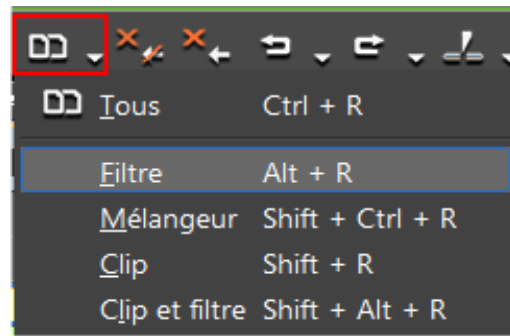 Tous Ctrl + R
Filtre Alt + R
Mélangeur Shift + Ctrl + R
Clip Shift + R
Clip et filtre Shift + Alt + R